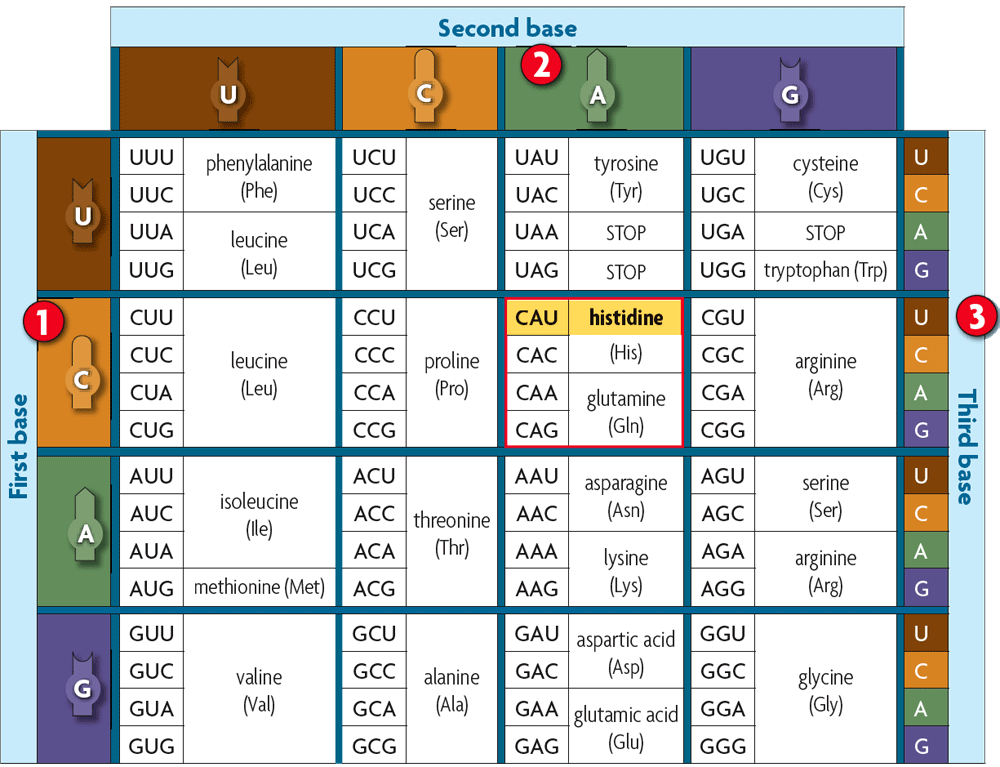 Second base
2
U C A G
First base
Third base
1
3
U
UUU phenylalanine UCU serine UAU tyrosine UGU cysteine U
UUC (Phe) UCC (Ser) UAC (Tyr) UGC (Cys) C
UUA leucine UCA UAA STOP UGA STOP A
UUG (Leu) UCG UAG STOP UGG tryptophan (Trp) G
C
CUU leucine CCU proline CAU histidine CGU arginine U
CUC (Leu) CCC (Pro) CAC (His) CGC (Arg) C
CUA CCA CAA glutamine CGA A
CUG CCG CAG (Gln) CGG G
A
AUU isoleucine ACU threonine AAU asparagine AGU serine U
AUC (Ile) ACC (Thr) AAC (Asn) AGC (Ser) C
AUA ACA AAA lysine AGA arginine A
AUG methionine (Met) ACG AAG (Lys) AGG (Arg) G
G
GUU valine GCU alanine GAU aspartic acid GGU glycine U
GUC (Val) GCC (Ala) GAC (Asp) GGC (Gly) C
GUA GCA GAA glutamic acid GGA A
GUG GCG GAG (Glu) GGG G